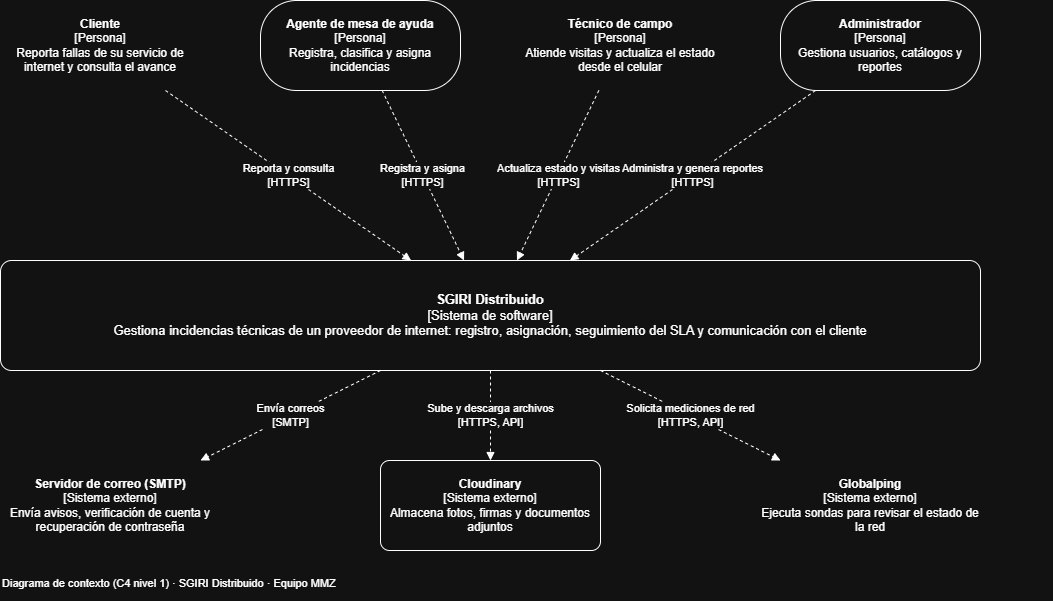 Cliente
[Persona]
Reporta fallas de su servicio de
internet y consulta el avance
Agente de mesa de ayuda
[Persona]
Registra, clasifica y asigna
incidencias
Técnico de campo
[Persona]
Atiende visitas y actualiza el estado
desde el celular
Administrador
[Persona]
Gestiona usuarios, catálogos y
reportes
Reporta y consulta
[HTTPS]
Registra y asigna
[HTTPS]
Actualiza estado y visitas
[HTTPS]
Administra y genera reportes
[HTTPS]
SGIRI Distribuido
[Sistema de software]
Gestiona incidencias técnicas de un proveedor de internet: registro, asignación, seguimiento del SLA y comunicación con el cliente
Envía correos
[SMTP]
Sube y descarga archivos
[HTTPS, API]
Solicita mediciones de red
[HTTPS, API]
Servidor de correo (SMTP)
[Sistema externo]
Envía avisos, verificación de cuenta y
recuperación de contraseña
Cloudinary
[Sistema externo]
Almacena fotos, firmas y documentos
adjuntos
Globalping
[Sistema externo]
Ejecuta sondas para revisar el estado de
la red
Diagrama de contexto (C4 nivel 1) · SGIRI Distribuido · Equipo MMZ